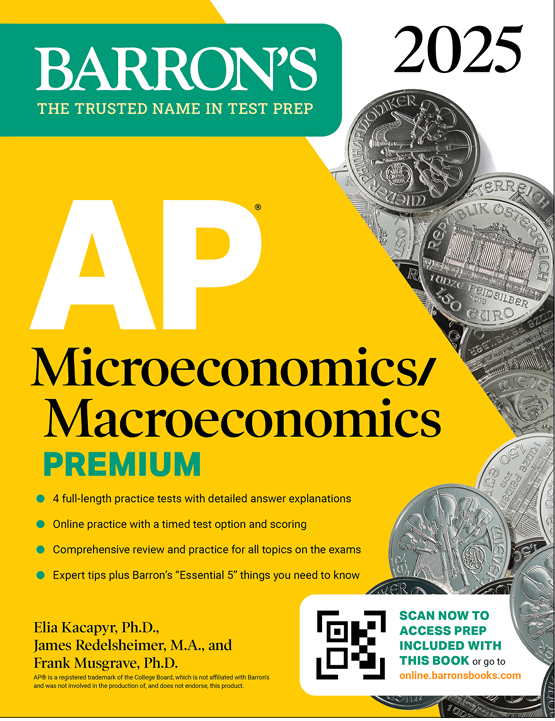 BARRON'S
THE TRUSTED NAME IN TEST PREP
2025
WIENER PHILHARMONIKER
REPUBLIK ÖSTERREICH
1 UNZE FEINSILBER
1,50 EURO
AP®
Microeconomics/
Macroeconomics
PREMIUM
4 full-length practice tests with detailed answer explanations
Online practice with a timed test option and scoring
Comprehensive review and practice for all topics on the exams
Expert tips plus Barron's “Essential 5” things you need to know
Elia Kacapyr, Ph.D.,
James Redelsheimer, M.A., and
Frank Musgrave, Ph.D.
AP® is a registered trademark of the College Board, which is not affiliated with Barron's
and was not involved in the production of, and does not endorse, this product.
SCAN NOW TO
ACCESS PREP
INCLUDED WITH
THIS BOOK or go to
online.barronsbooks.com